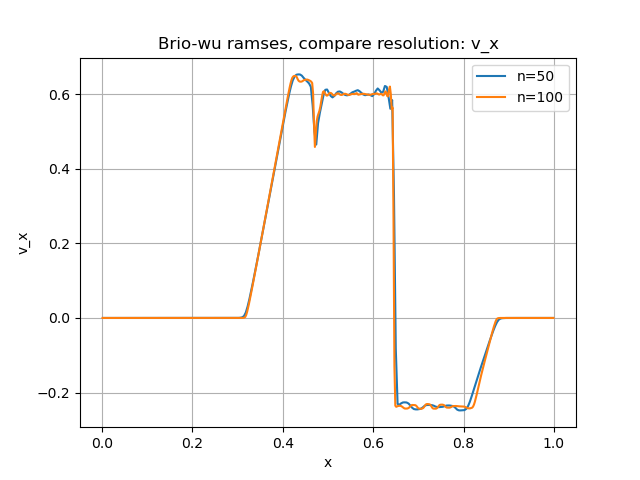 Brio-wu ramses, compare resolution: v_x
n=50
n=100
v_x
0.6
0.4
0.2
0.0
−0.2
0.0 0.2 0.4 0.6 0.8 1.0
x